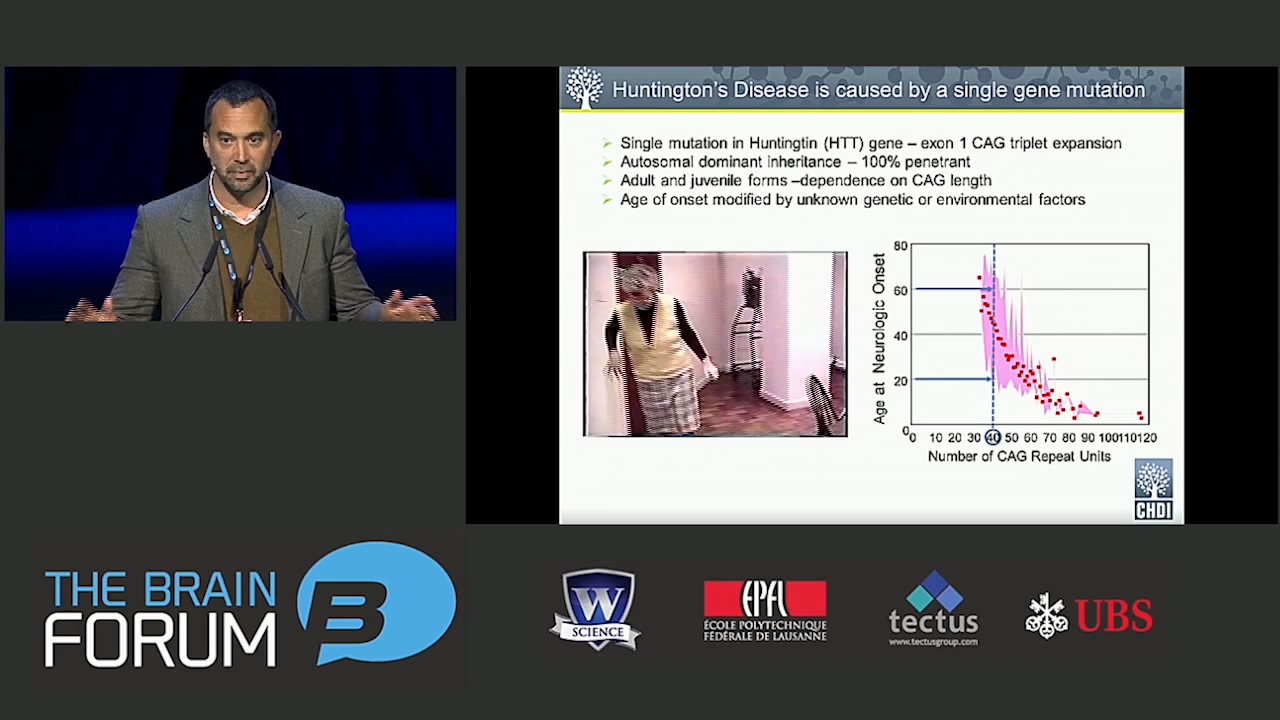 Huntington's Disease is caused by a single gene mutation
Single mutation in Huntingtin (HTT) gene – exon 1 CAG triplet expansion
Autosomal dominant inheritance – 100% penetrant
Adult and juvenile forms –dependence on CAG length
Age of onset modified by unknown genetic or environmental factors
Age at Neurologic Onset
80
60
40
20
0
0 10 20 30 40 50 60 70 80 90 100110120
Number of CAG Repeat Units
CHDI
THE BRAIN
FORUM
B
W
SCIENCE
EPFL
ÉCOLE POLYTECHNIQUE
FÉDÉRALE DE LAUSANNE
tectus
www.tectusgroup.com
UBS